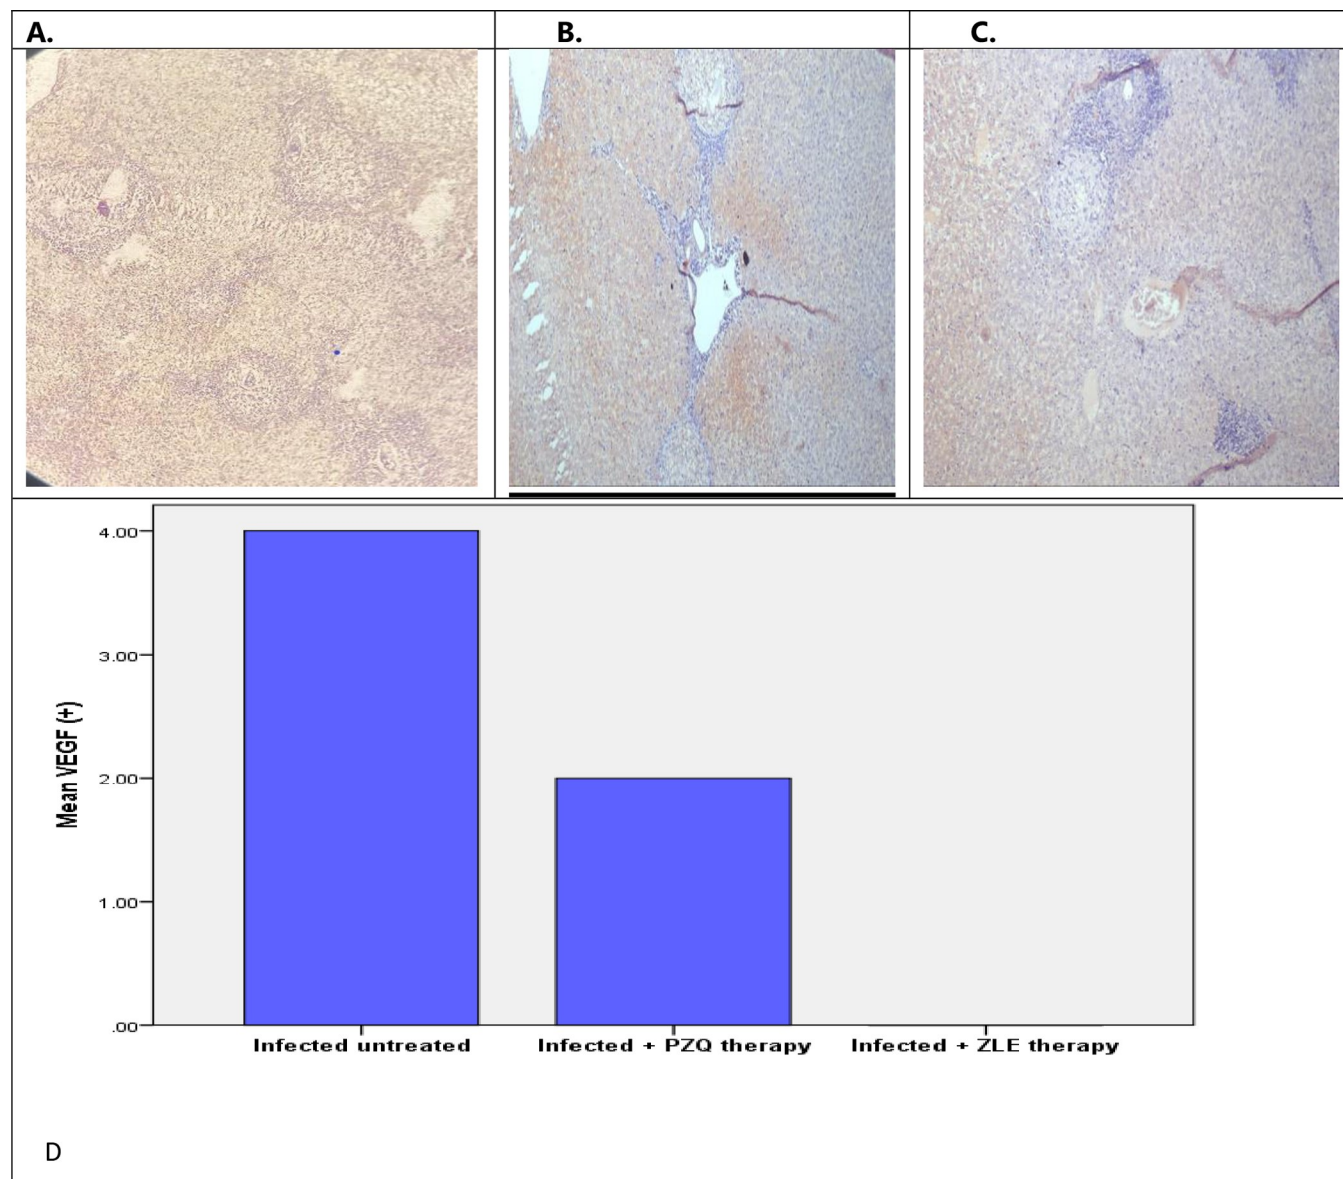 A.
B.
C.
4.00
3.00
2.00
1.00
.00
Mean VEGF (+)
Infected untreated
Infected + PZQ therapy
Infected + ZLE therapy
D